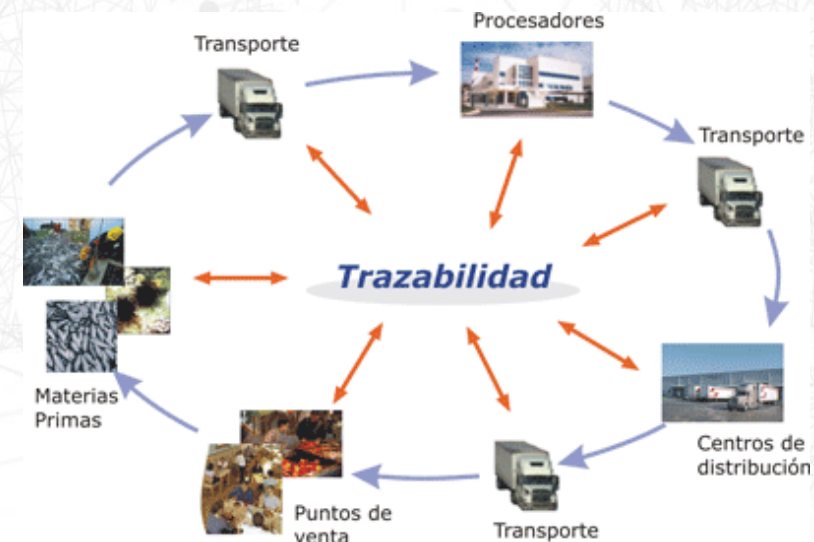 Procesadores
Transporte
Transporte
Trazabilidad
Materias
Primas
Centros de
distribución
Puntos de
venta
Transporte